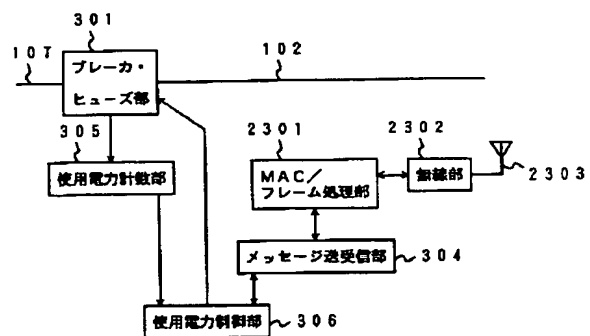 301
107
102
ブレーカ・
ヒューズ部
305
2301
2302
使用電力計数部
MAC／
フレーム処理部
無線部
2303
メッセージ送受信部
304
使用電力制御部
306